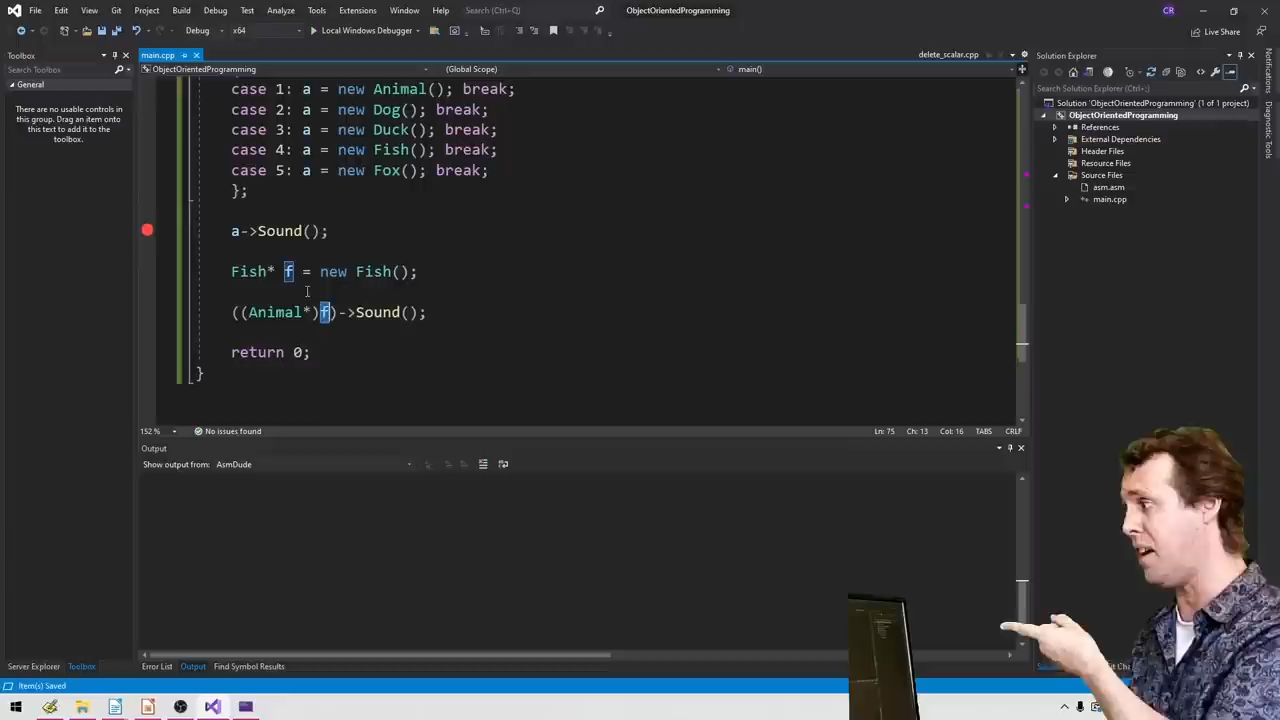 File Edit View Git Project Build Debug Test Analyze Tools Extensions Window Help Search (Ctrl+Q) ObjectOrientedProgramming CR
Debug x64 Local Windows Debugger Live Share
Toolbox
Search Toolbox
General
There are no usable controls in
this group. Drag an item onto
this text to add it to the
toolbox.
main.cpp delete_scalar.cpp
ObjectOrientedProgramming (Global Scope) main()
case 1: a = new Animal(); break;
case 2: a = new Dog(); break;
case 3: a = new Duck(); break;
case 4: a = new Fish(); break;
case 5: a = new Fox(); break;
};
a->Sound();
Fish* f = new Fish();
((Animal*)f)->Sound();
return 0;
}
152 % No issues found Ln: 75 Ch: 13 Col: 16 TABS CRLF
Output
Show output from: AsmDude
Solution Explorer
Search Solution Explorer (Ctrl+;)
Solution 'ObjectOrientedProgramming' (1 of 1 project)
ObjectOrientedProgramming
References
External Dependencies
Header Files
Resource Files
Source Files
asm.asm
main.cpp
Notifications
Diagnostic Tools
Server Explorer Toolbox
Error List Output Find Symbol Results
Item(s) Saved